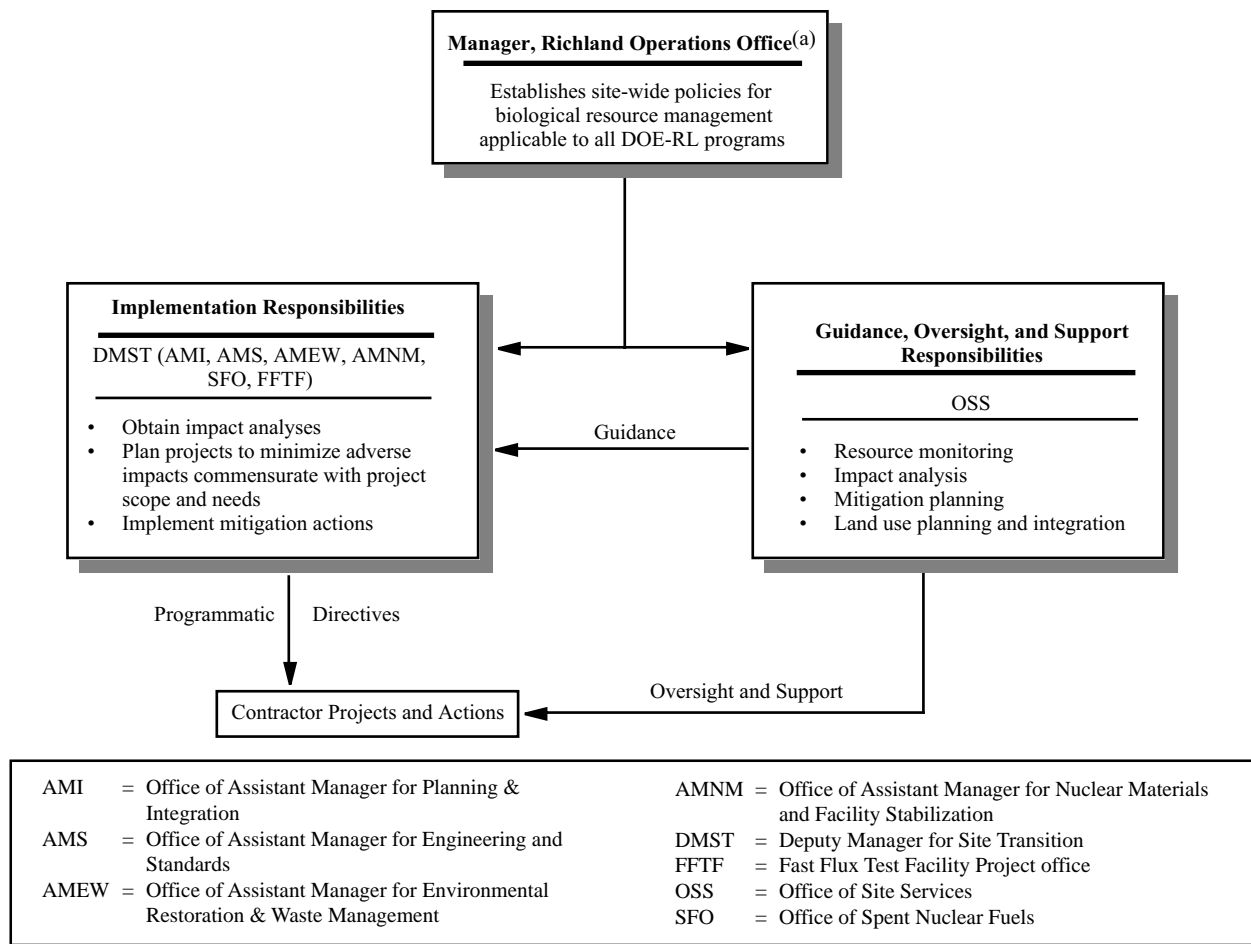 Manager, Richland Operations Office(a)
Establishes site-wide policies for
biological resource management
applicable to all DOE-RL programs
Implementation Responsibilities
DMST (AMI, AMS, AMEW, AMNM,
SFO, FFTF)
• Obtain impact analyses
• Plan projects to minimize adverse
impacts commensurate with project
scope and needs
• Implement mitigation actions
Guidance, Oversight, and Support
Responsibilities
OSS
• Resource monitoring
• Impact analysis
• Mitigation planning
• Land use planning and integration
Guidance
Programmatic Directives
Oversight and Support
Contractor Projects and Actions
AMI = Office of Assistant Manager for Planning &
Integration
AMS = Office of Assistant Manager for Engineering and
Standards
AMEW = Office of Assistant Manager for Environmental
Restoration & Waste Management
AMNM = Office of Assistant Manager for Nuclear Materials
and Facility Stabilization
DMST = Deputy Manager for Site Transition
FFTF = Fast Flux Test Facility Project office
OSS = Office of Site Services
SFO = Office of Spent Nuclear Fuels